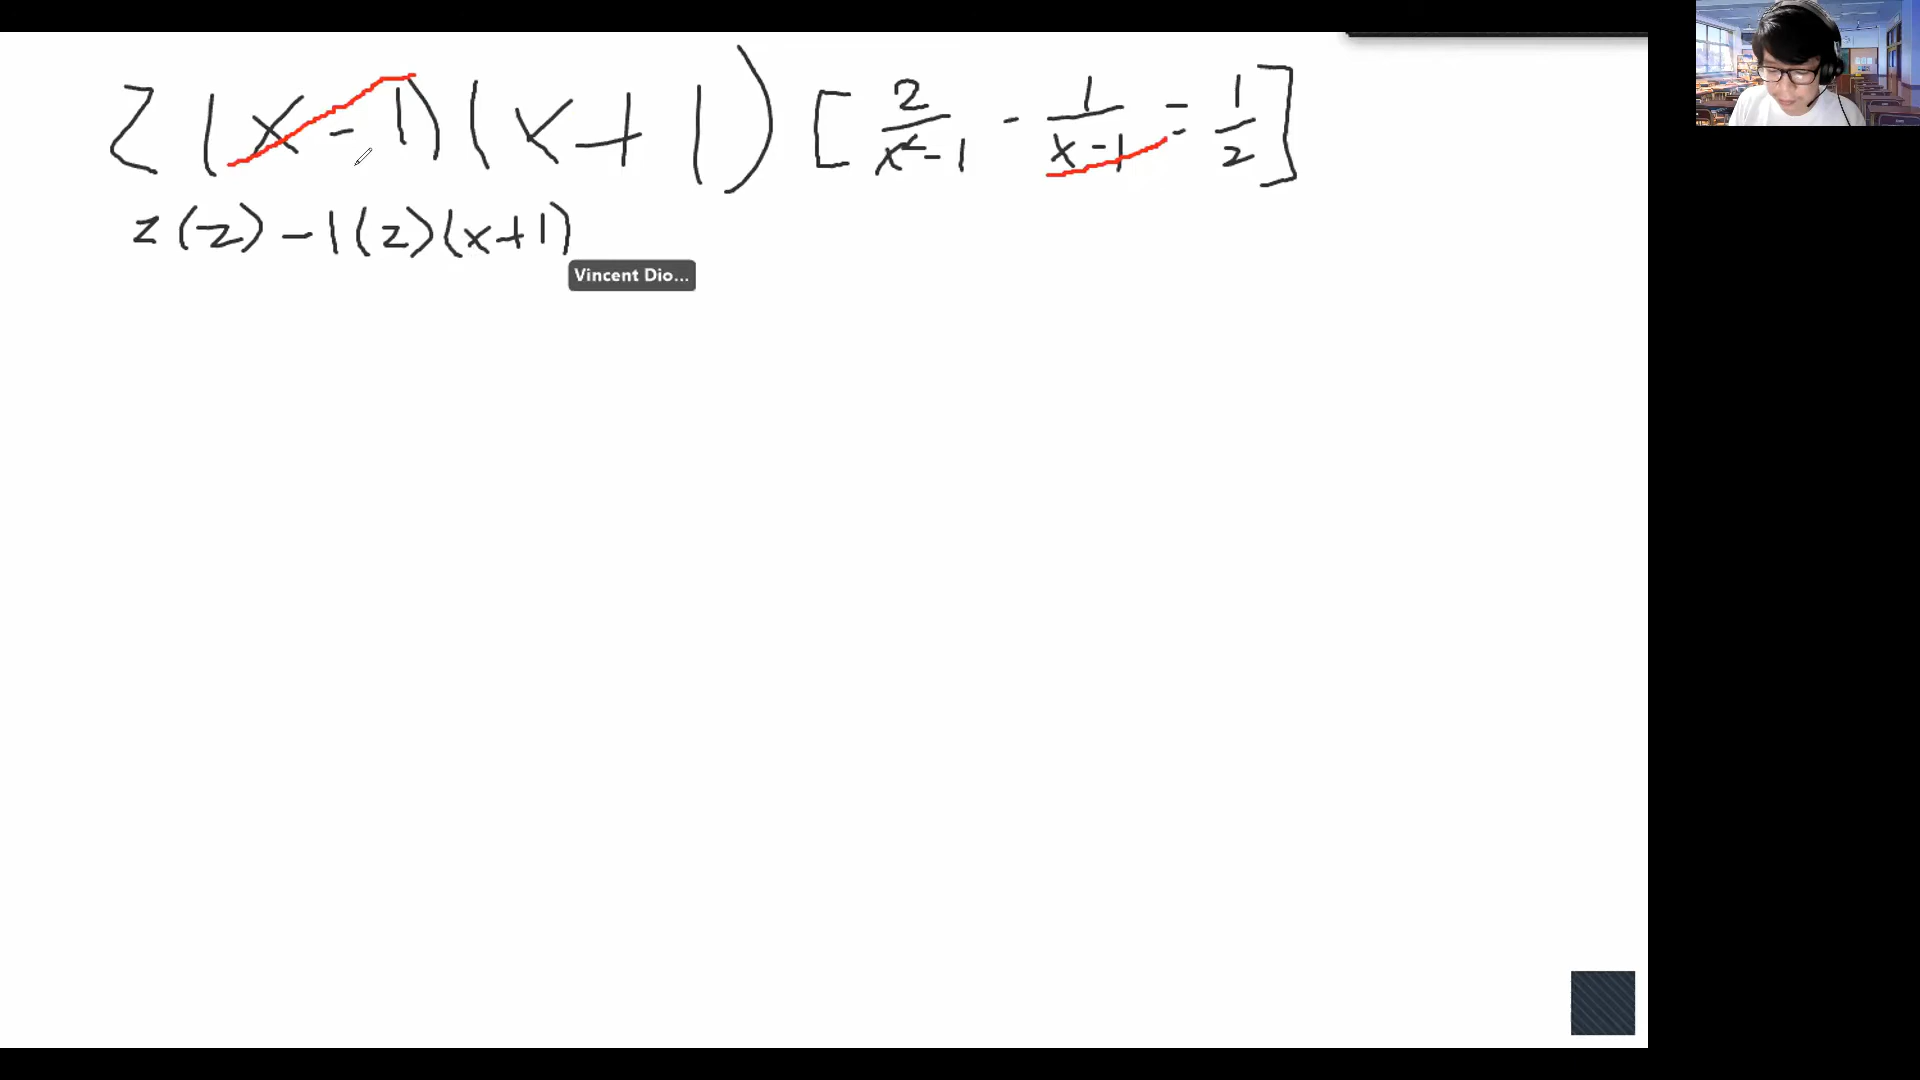 2 (x-1)(x+1) [2/x²-1 - 1/x-1 = 1/2]
2(2) - 1(2)(x+1)
Vincent Dio...